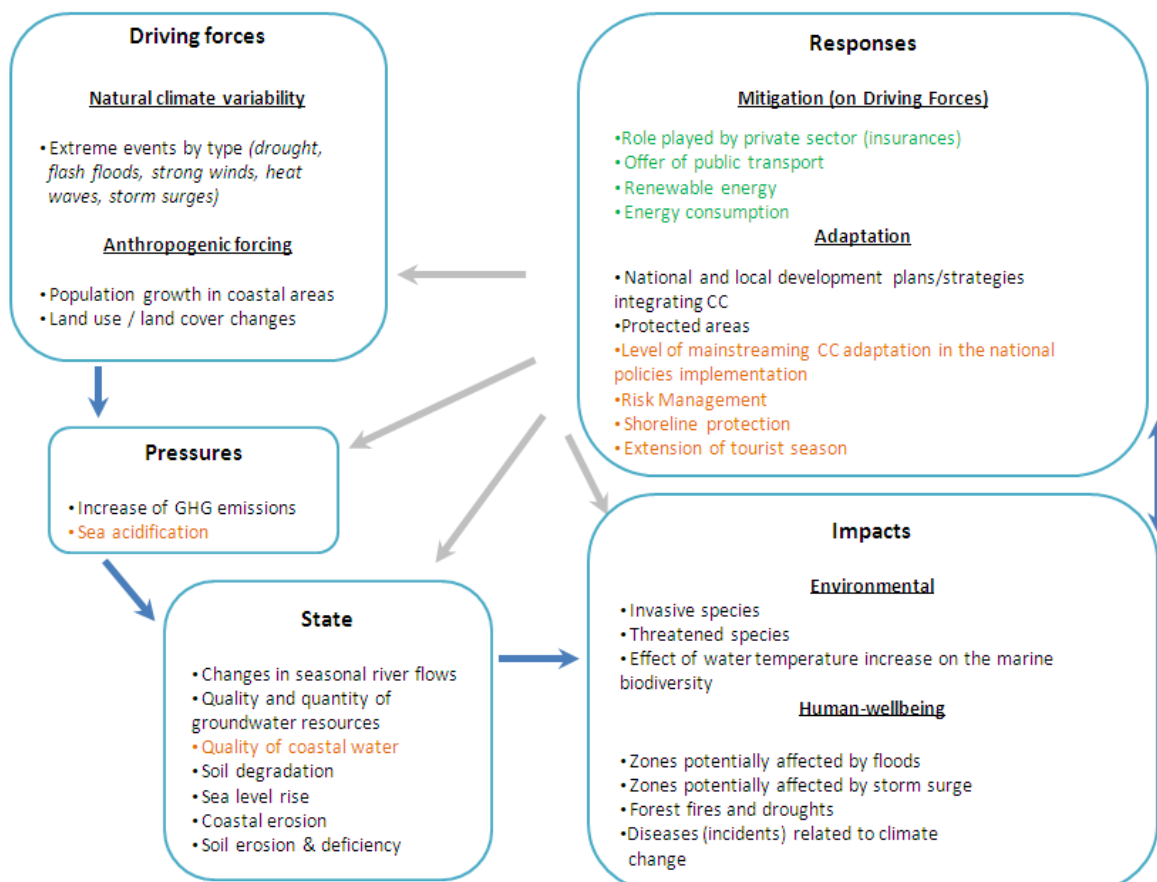 Driving forces
Natural climate variability
• Extreme events by type (drought,
flash floods, strong winds, heat
waves, storm surges)
Anthropogenic forcing
• Population growth in coastal areas
• Land use / land cover changes
Pressures
• Increase of GHG emissions
• Sea acidification
State
• Changes in seasonal river flows
• Quality and quantity of
groundwater resources
• Quality of coastal water
• Soil degradation
• Sea level rise
• Coastal erosion
• Soil erosion & deficiency
Responses
Mitigation (on Driving Forces)
• Role played by private sector (insurances)
• Offer of public transport
• Renewable energy
• Energy consumption
Adaptation
• National and local development plans/strategies
integrating CC
• Protected areas
• Level of mainstreaming CC adaptation in the national
policies implementation
• Risk Management
• Shoreline protection
• Extension of tourist season
Impacts
Environmental
• Invasive species
• Threatened species
• Effect of water temperature increase on the marine
biodiversity
Human-wellbeing
• Zones potentially affected by floods
• Zones potentially affected by storm surge
• Forest fires and droughts
• Diseases (incidents) related to climate
change